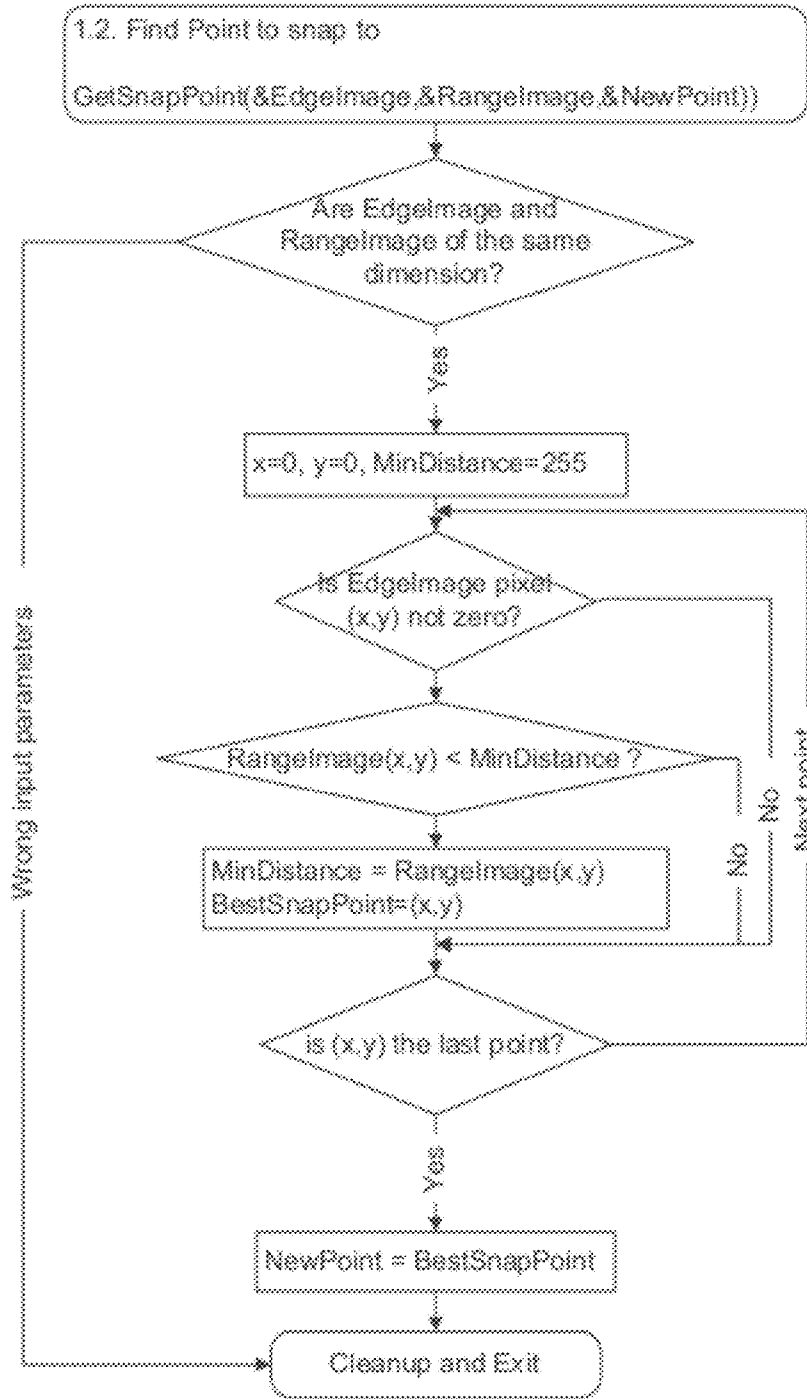 1.2. Find Point to snap to
GetSnapPoint(&EdgeImage,&RangeImage,&NewPoint))
Are EdgeImage and
RangeImage of the same
dimension?
Yes
x=0, y=0, MinDistance=255
Is EdgeImage pixel
(x,y) not zero?
Wrong input parameters
RangeImage(x,y) < MinDistance ?
No
No
Next point
MinDistance = RangeImage(x,y)
BestSnapPoint=(x,y)
is (x,y) the last point?
Yes
NewPoint = BestSnapPoint
Cleanup and Exit